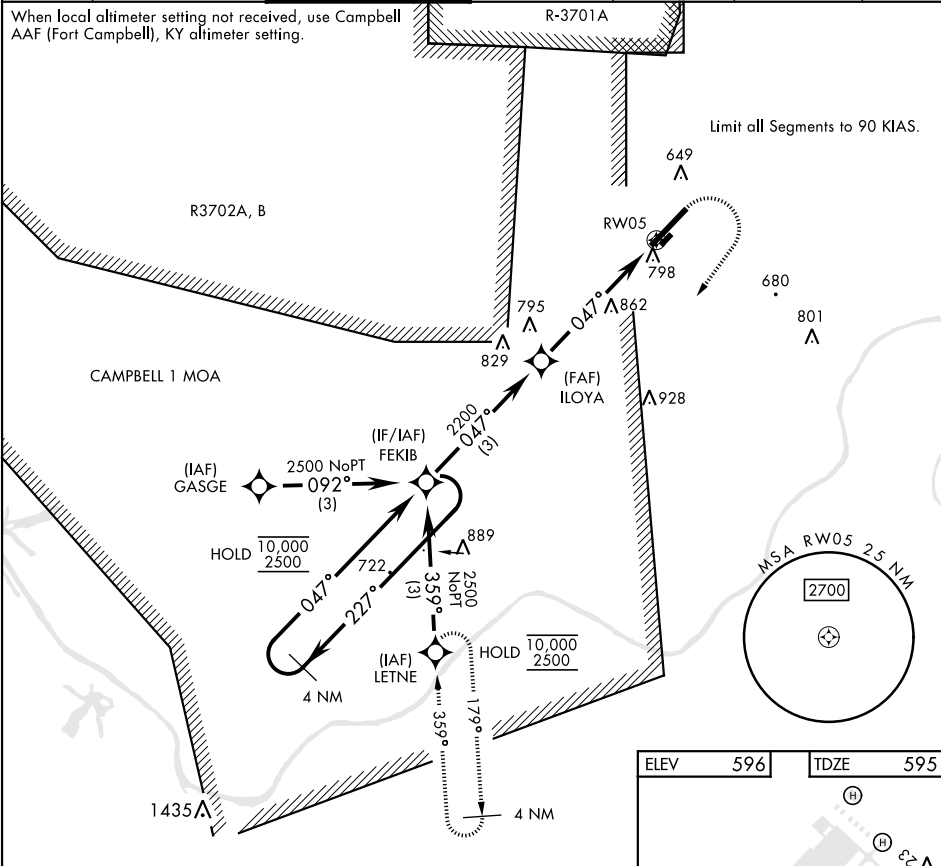 When local altimeter setting not received, use Campbell
AAF (Fort Campbell), KY altimeter setting.
R-3701A
Limit all Segments to 90 KIAS.
649
R3702A, B
RW05
798
680
795
862
047°
801
829
(FAF)
ILOYA
CAMPBELL 1 MOA
928
2200
047°
(3)
(IF/IAF)
FEKIB
(IAF)
GASGE
2500 NoPT
092°
(3)
889
HOLD 10,000
2500
722
2500
NoPT
359°
(3)
047°
227°
MSA RW05 25 NM
2700
(IAF)
LETNE
HOLD 10,000
2500
4 NM
359°
179°
4 NM
1435
ELEV 596
TDZE 595
H
H
23